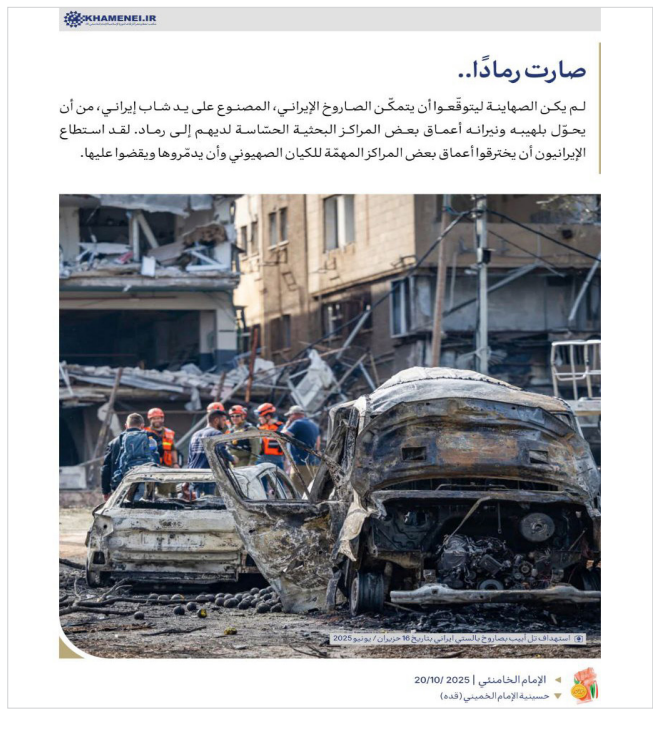 KHAMENEI.IR
صارت رمادًا..
لم يكن الصهاينة ليتوقّعوا أن يتمكّن الصاروخ الإيراني، المصنوع على يد شاب إيراني، من أن
يحوّل بلهيبه ونيرانه أعماق بعض المراكز البحثية الحسّاسة لديهم إلى رماد. لقد استطاع
الإيرانيون أن يخترقوا أعماق بعض المراكز المهمّة للكيان الصهيوني وأن يدمّروها ويقضوا عليها.
استهداف تل أبيب بصاروخ بالستي ايراني بتاريخ 16 حزيران / يونيو 2025
الإمام الخامنئي | 2025 /20/10
حسينية الإمام الخميني (قده)